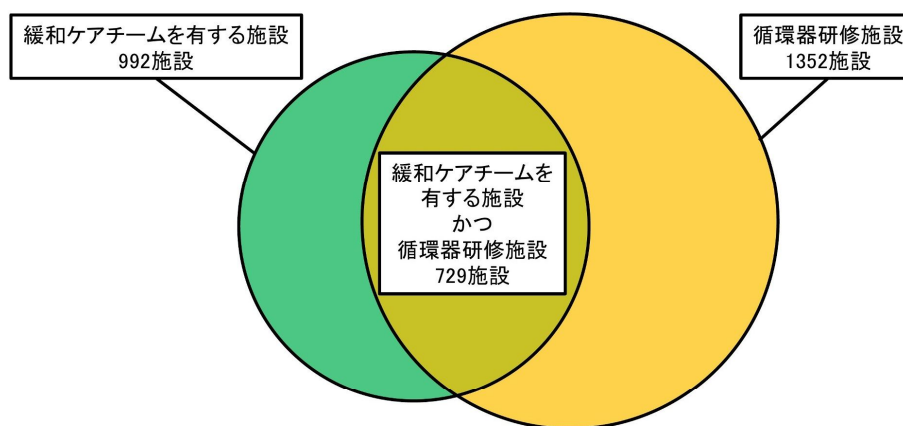 緩和ケアチームを有する施設
992施設
循環器研修施設
1352施設
緩和ケアチームを
有する施設
かつ
循環器研修施設
729施設